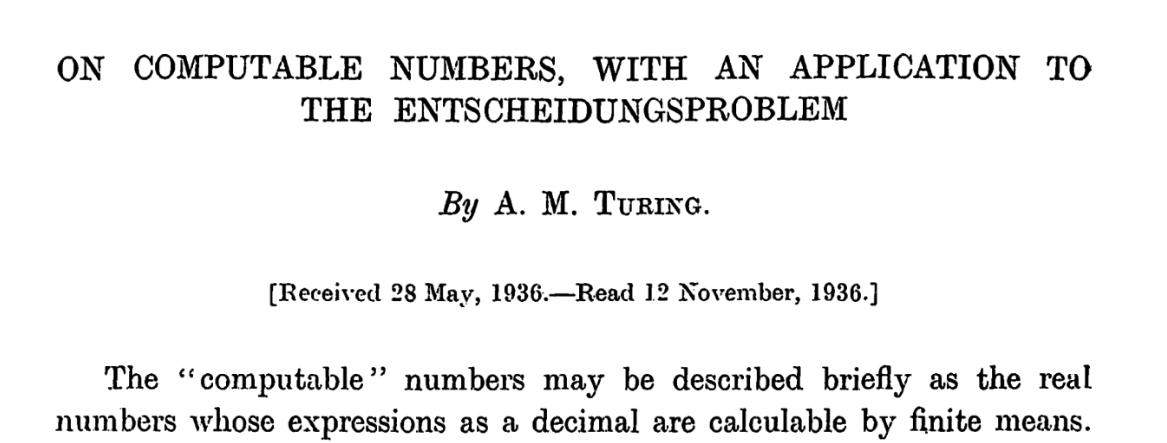 ON COMPUTABLE NUMBERS, WITH AN APPLICATION TO
THE ENTSCHEIDUNGSPROBLEM
By A. M. TURING.
[Received 28 May, 1936.—Read 12 November, 1936.]
The "computable" numbers may be described briefly as the real
numbers whose expressions as a decimal are calculable by finite means.